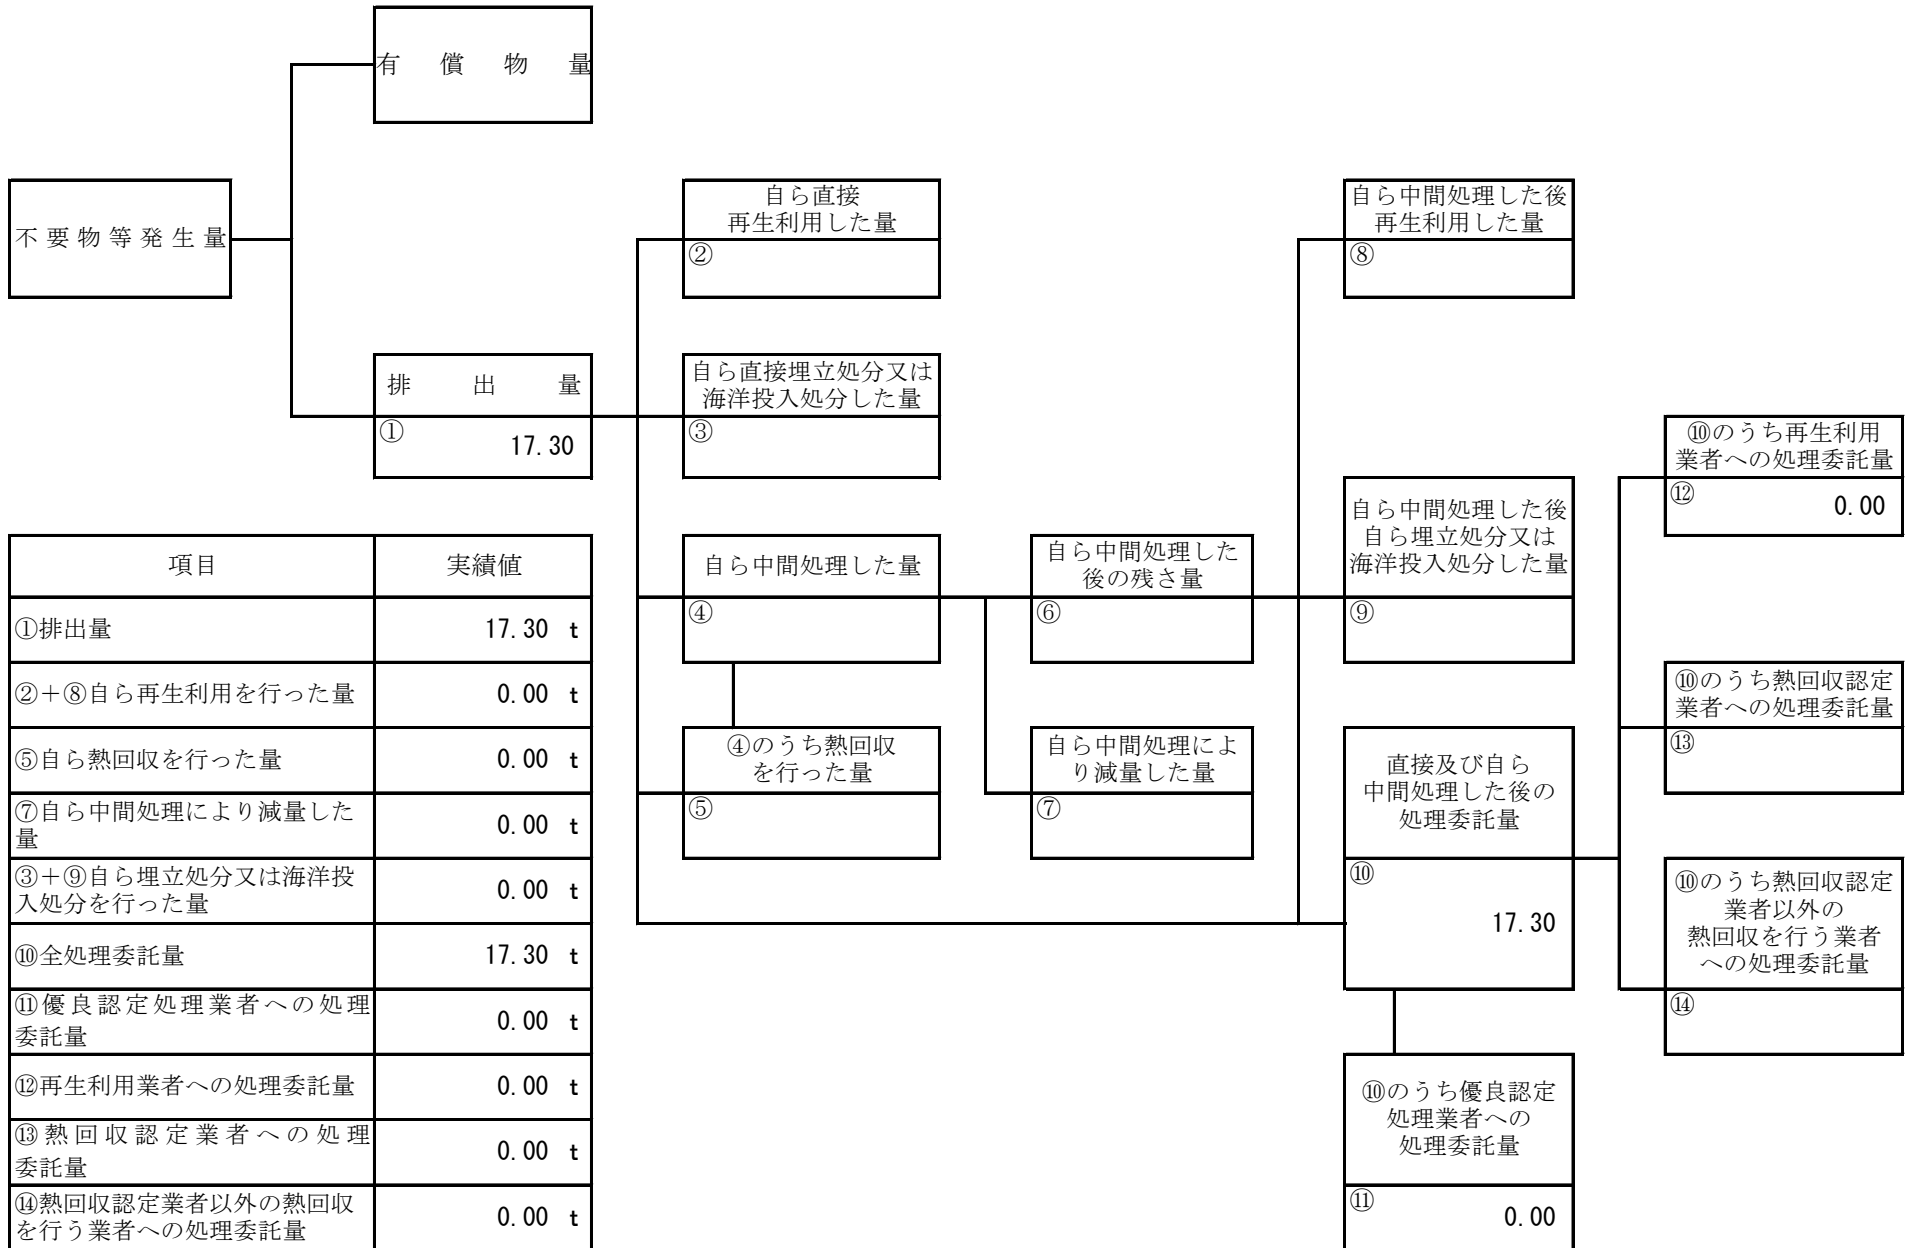 有償物量
不要物等発生量
自ら直接
再生利用した量
②
自ら中間処理した後
再生利用した量
⑧
排出量
① 17.30
自ら直接埋立処分又は
海洋投入処分した量
③
⑩のうち再生利用
業者への処理委託量
⑫ 0.00
自ら中間処理した量
④
自ら中間処理した
後の残さ量
⑥
自ら中間処理した後
自ら埋立処分又は
海洋投入処分した量
⑨
④のうち熱回収
を行った量
⑤
自ら中間処理によ
り減量した量
⑦
直接及び自ら
中間処理した後の
処理委託量
⑩
17.30
⑩のうち熱回収認定
業者への処理委託量
⑬
⑩のうち熱回収認定
業者以外の
熱回収を行う業者
への処理委託量
⑭
⑩のうち優良認定
処理業者への
処理委託量
⑪ 0.00
項目 実績値
①排出量 17.30 t
②+⑧自ら再生利用を行った量 0.00 t
⑤自ら熱回収を行った量 0.00 t
⑦自ら中間処理により減量した
量 0.00 t
③+⑨自ら埋立処分又は海洋投
入処分を行った量 0.00 t
⑩全処理委託量 17.30 t
⑪優良認定処理業者への処理
委託量 0.00 t
⑫再生利用業者への処理委託量 0.00 t
⑬熱回収認定業者への処理
委託量 0.00 t
⑭熱回収認定業者以外の熱回収
を行う業者への処理委託量 0.00 t